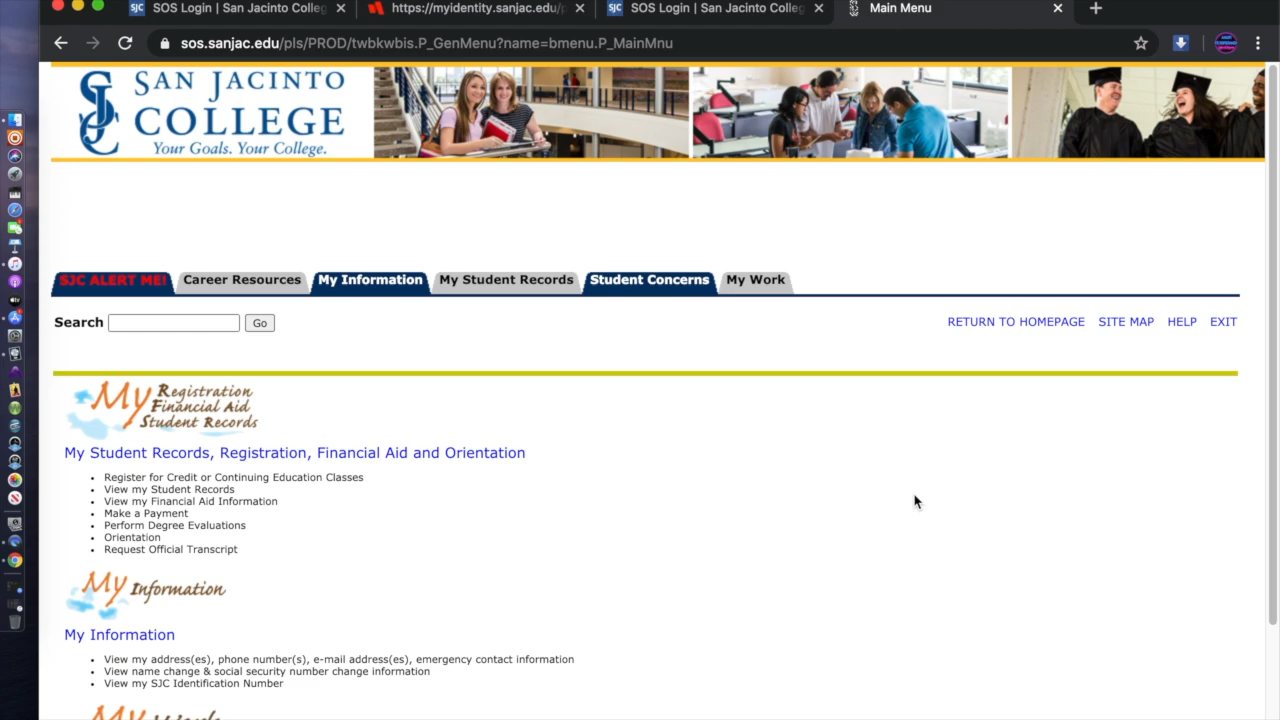 SOS Login | San Jacinto Colleg
https://myidentity.sanjac.edu/p
SOS Login | San Jacinto Colleg
Main Menu
sos.sanjac.edu/pls/PROD/twbkwbis.P_GenMenu?name=bmenu.P_MainMnu
SAN JACINTO
COLLEGE
Your Goals. Your College.
SJC ALERT ME!
Career Resources
My Information
My Student Records
Student Concerns
My Work
Search
Go
RETURN TO HOMEPAGE
SITE MAP
HELP
EXIT
My Registration
Financial Aid
Student Records
My Student Records, Registration, Financial Aid and Orientation
Register for Credit or Continuing Education Classes
View my Student Records
View my Financial Aid Information
Make a Payment
Perform Degree Evaluations
Orientation
Request Official Transcript
My Information
My Information
View my address(es), phone number(s), e-mail address(es), emergency contact information
View name change & social security number change information
View my SJC Identification Number